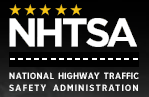 NHTSA
NATIONAL HIGHWAY TRAFFIC
SAFETY ADMINISTRATION